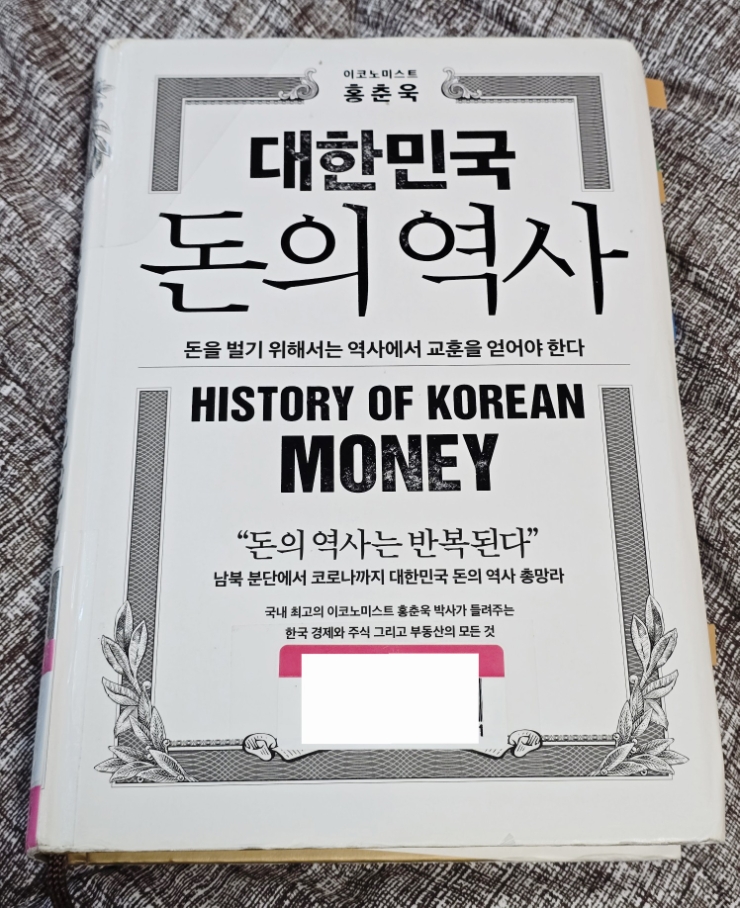 이코노미스트
홍춘욱
대한민국
돈의 역사
돈을 벌기 위해서는 역사에서 교훈을 얻어야 한다
HISTORY OF KOREAN
MONEY
“돈의 역사는 반복된다”
남북 분단에서 코로나까지 대한민국 돈의 역사 총망라
국내 최고의 이코노미스트 홍춘욱 박사가 들려주는
한국 경제와 주식 그리고 부동산의 모든 것
1